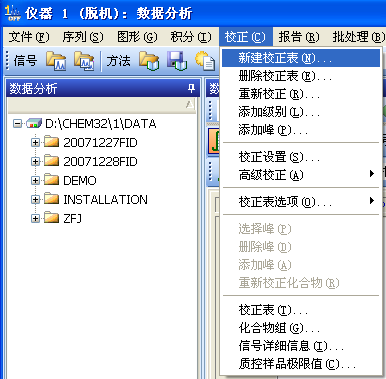 仪器 1 (脱机): 数据分析
文件(F) 序列(S) 图形(G) 积分(I) 校正(C) 报告(R) 批处理(B)
信号 方法
数据分析
D:\CHEM32\1\DATA
20071227FID
20071228FID
DEMO
INSTALLATION
ZFJ
新建校正表(N)...
删除校正表(E)...
重新校正(R)...
添加级别(L)...
添加峰(P)...
校正设置(S)...
高级校正(A)
校正表选项(O)...
选择峰(P)
删除峰(D)
添加峰(A)
重新校正化合物(R)
校正表(T)...
化合物组(G)...
信号详细信息(I)...
质控样品极限值(C)...